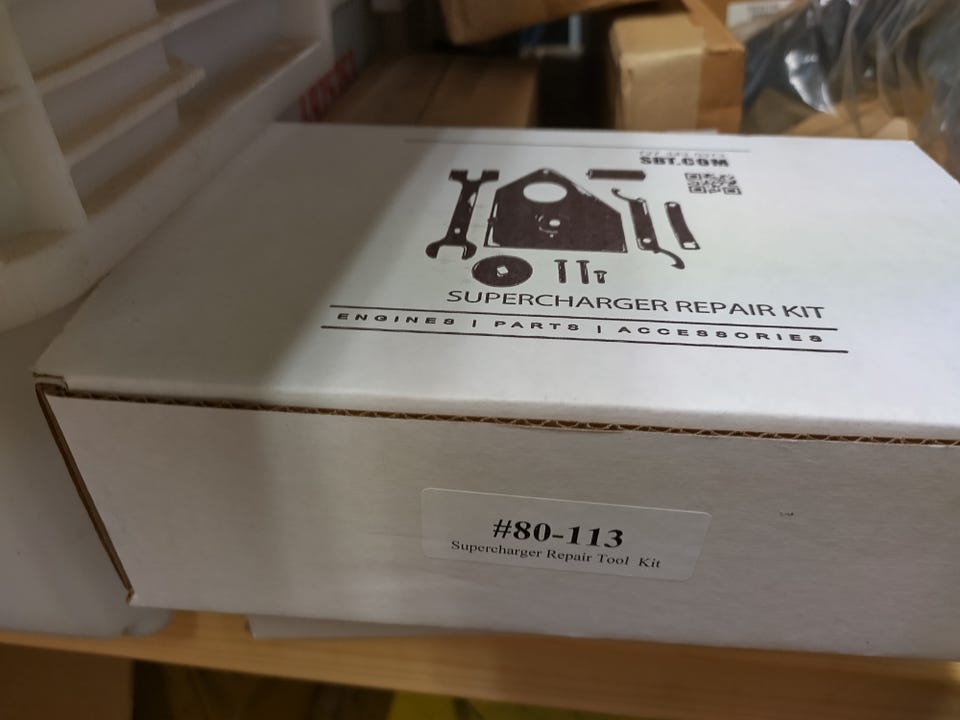 SBT.COM
SUPERCHARGER REPAIR KIT
ENGINES | PARTS | ACCESSORIES
#80-113
Supercharger Repair Tool Kit